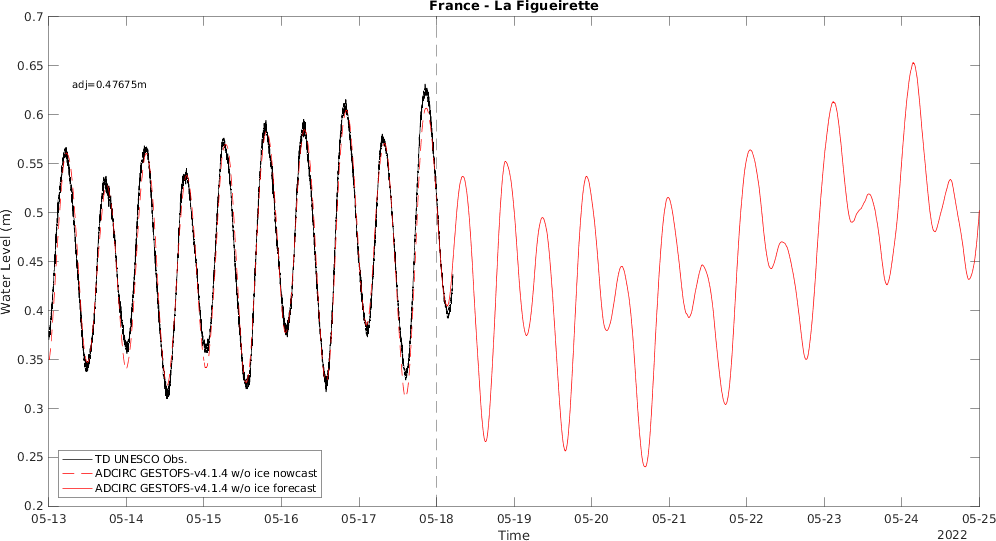 France - La Figueirette
0.7
0.65
0.6
0.55
0.5
0.45
0.4
0.35
0.3
0.25
0.2
Water Level (m)
adj=0.47675m
TD UNESCO Obs.
ADCIRC GESTOFS-v4.1.4 w/o ice nowcast
ADCIRC GESTOFS-v4.1.4 w/o ice forecast
05-13 05-14 05-15 05-16 05-17 05-18 05-19 05-20 05-21 05-22 05-23 05-24 05-25
Time
2022